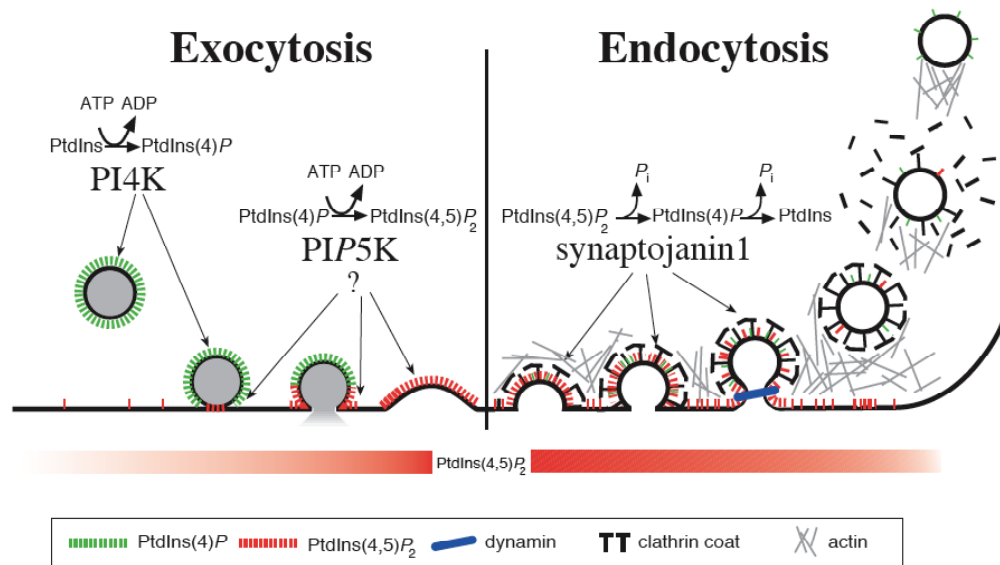 Exocytosis
Endocytosis
ATP ADP
PtdIns PtdIns(4)P
PI4K
ATP ADP
PtdIns(4)P PtdIns(4,5)P2
PIP5K
?
Pi Pi
PtdIns(4,5)P2 PtdIns(4)P PtdIns
synaptojanin1
PtdIns(4,5)P2
PtdIns(4)P PtdIns(4,5)P2 dynamin clathrin coat actin